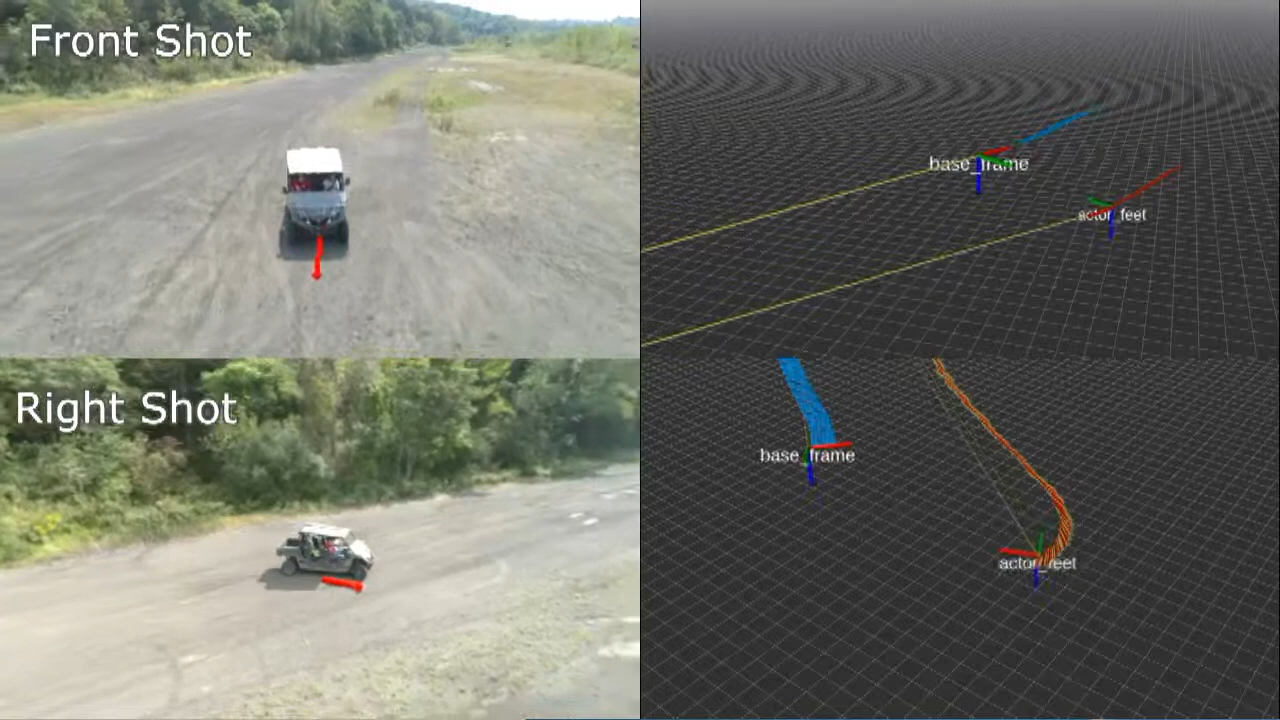 Front Shot
base_frame
actor_feet
Right Shot
base_frame
actor_feet